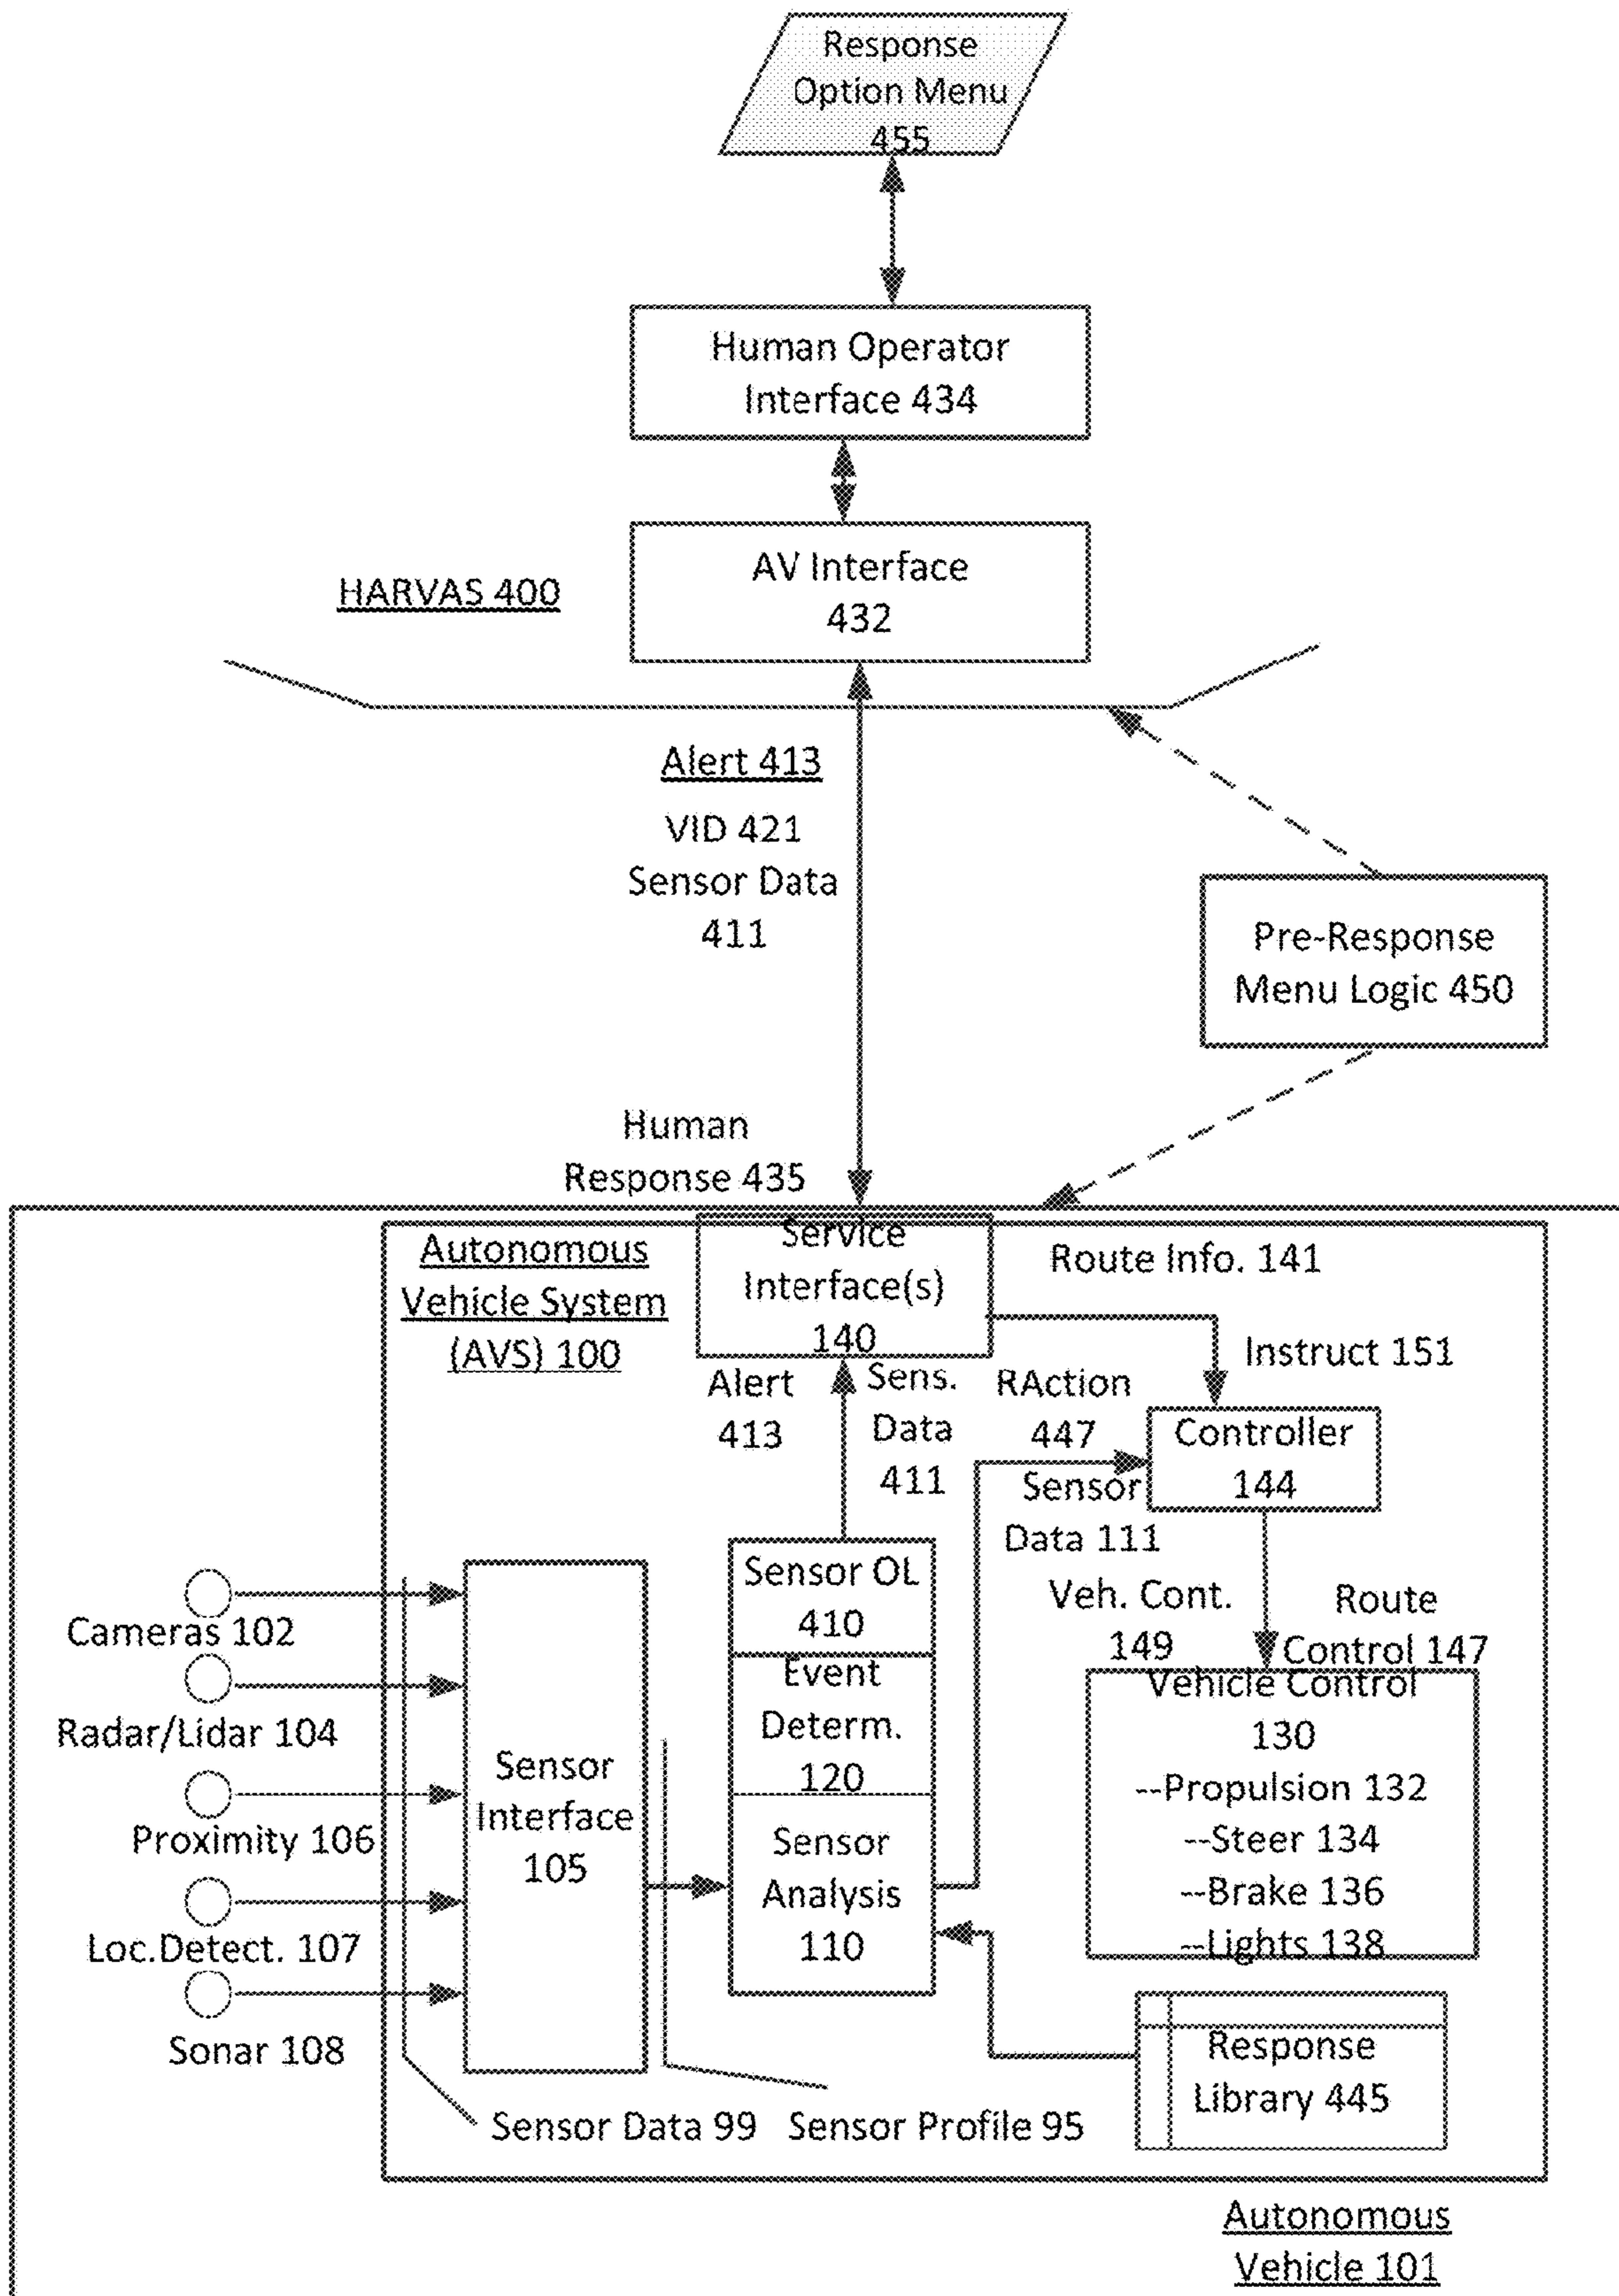 Response
Option Menu
455
Human Operator
Interface 434
AV Interface
432
HARVAS 400
Alert 413
VID 421
Sensor Data
411
Pre-Response
Menu Logic 450
Human
Response 435
Autonomous
Vehicle System
(AVS) 100
Service
Interface(s)
140
Route Info. 141
Instruct 151
Alert
413
Sens.
Data
411
RAction
447
Sensor
Data 111
Controller
144
Veh. Cont.
149
Route
Control 147
Vehicle Control
130
--Propulsion 132
--Steer 134
--Brake 136
--Lights 138
Sensor OL
410
Event
Determ.
120
Sensor
Analysis
110
Sensor
Interface
105
Cameras 102
Radar/Lidar 104
Proximity 106
Loc.Detect. 107
Sonar 108
Response
Library 445
Sensor Data 99
Sensor Profile 95
Autonomous
Vehicle 101